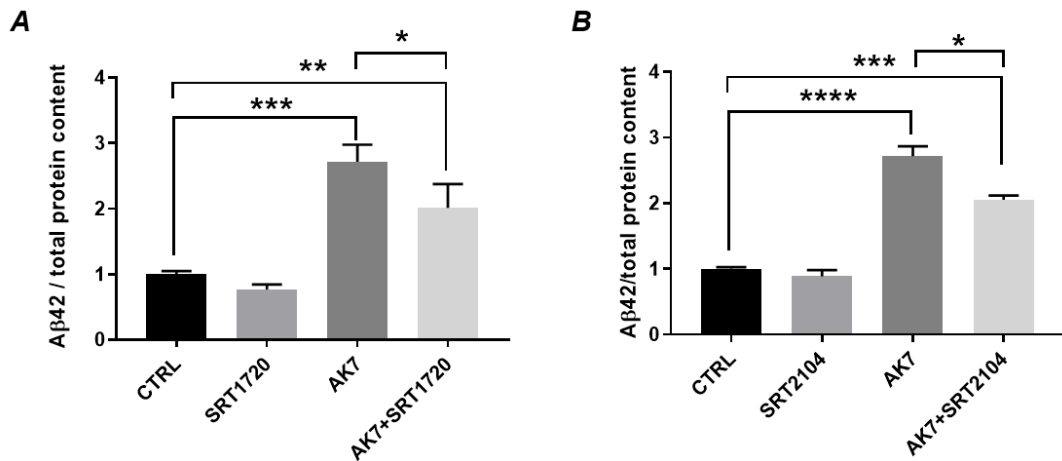 A
*
**
***
Aβ42 / total protein content
4
3
2
1
0
CTRL
SRT1720
AK7
AK7+SRT1720
B
*
***
****
Aβ42/total protein content
4
3
2
1
0
CTRL
SRT2104
AK7
AK7+SRT2104